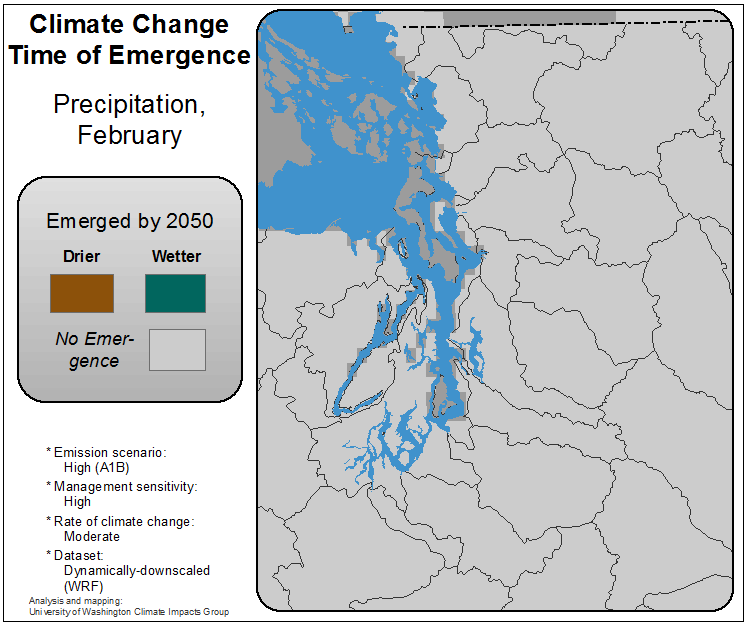 Climate Change
Time of Emergence
Precipitation,
February
Emerged by 2050
Drier Wetter
No Emer-
gence
* Emission scenario:
High (A1B)
* Management sensitivity:
High
* Rate of climate change:
Moderate
* Dataset:
Dynamically-downscaled
(WRF)
Analysis and mapping:
University of Washington Climate Impacts Group